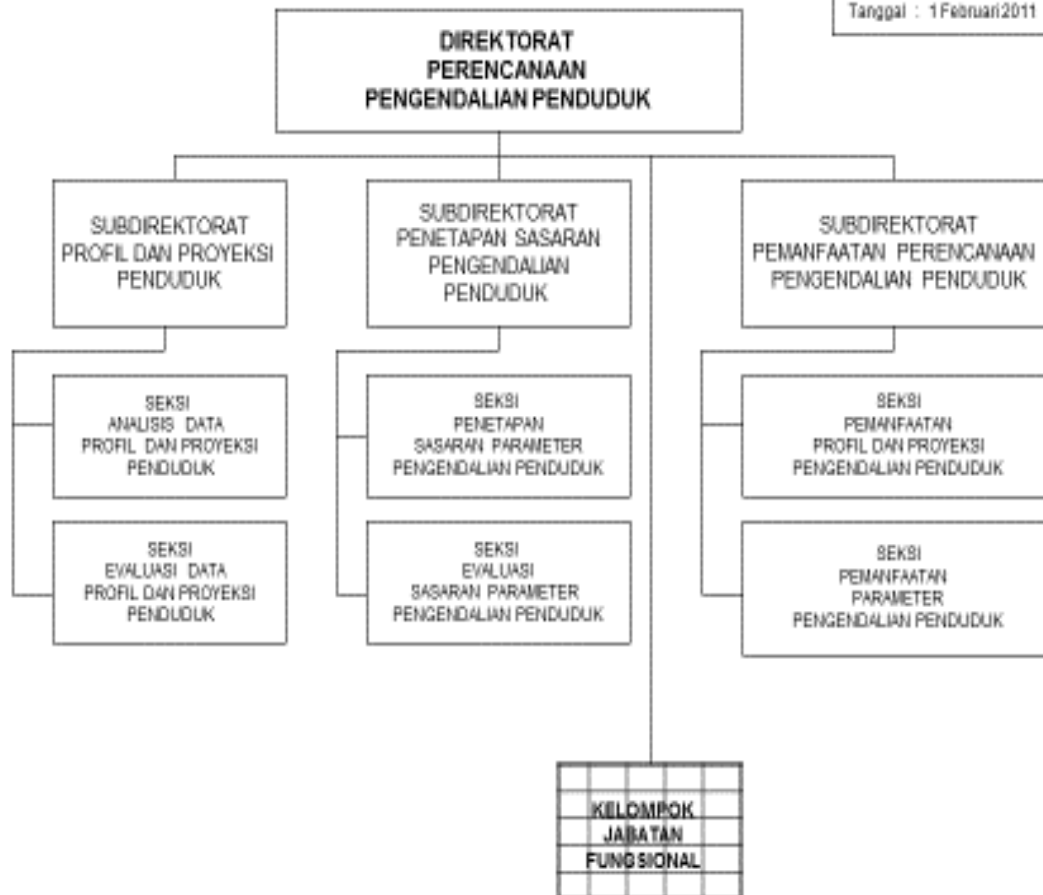 Tanggal : 1 Februari 2011
DIREKTORAT
PERENCANAAN
PENGENDALIAN PENDUDUK
SUBDIREKTORAT
PROFIL DAN PROYEKSI
PENDUDUK
SUBDIREKTORAT
PENETAPAN SASARAN
PENGENDALIAN
PENDUDUK
SUBDIREKTORAT
PEMANFAATAN PERENCANAAN
PENGENDALIAN PENDUDUK
SEKSI
ANALISIS DATA
PROFIL DAN PROYEKSI
PENDUDUK
SEKSI
PENETAPAN
SASARAN PARAMETER
PENGENDALIAN PENDUDUK
SEKSI
PEMANFAATAN
PROFIL DAN PROYEKSI
PENGENDALIAN PENDUDUK
SEKSI
EVALUASI DATA
PROFIL DAN PROYEKSI
PENDUDUK
SEKSI
EVALUASI
SASARAN PARAMETER
PENGENDALIAN PENDUDUK
SEKSI
PEMANFAATAN
PARAMETER
PENGENDALIAN PENDUDUK
KELOMPOK
JABATAN
FUNGSIONAL